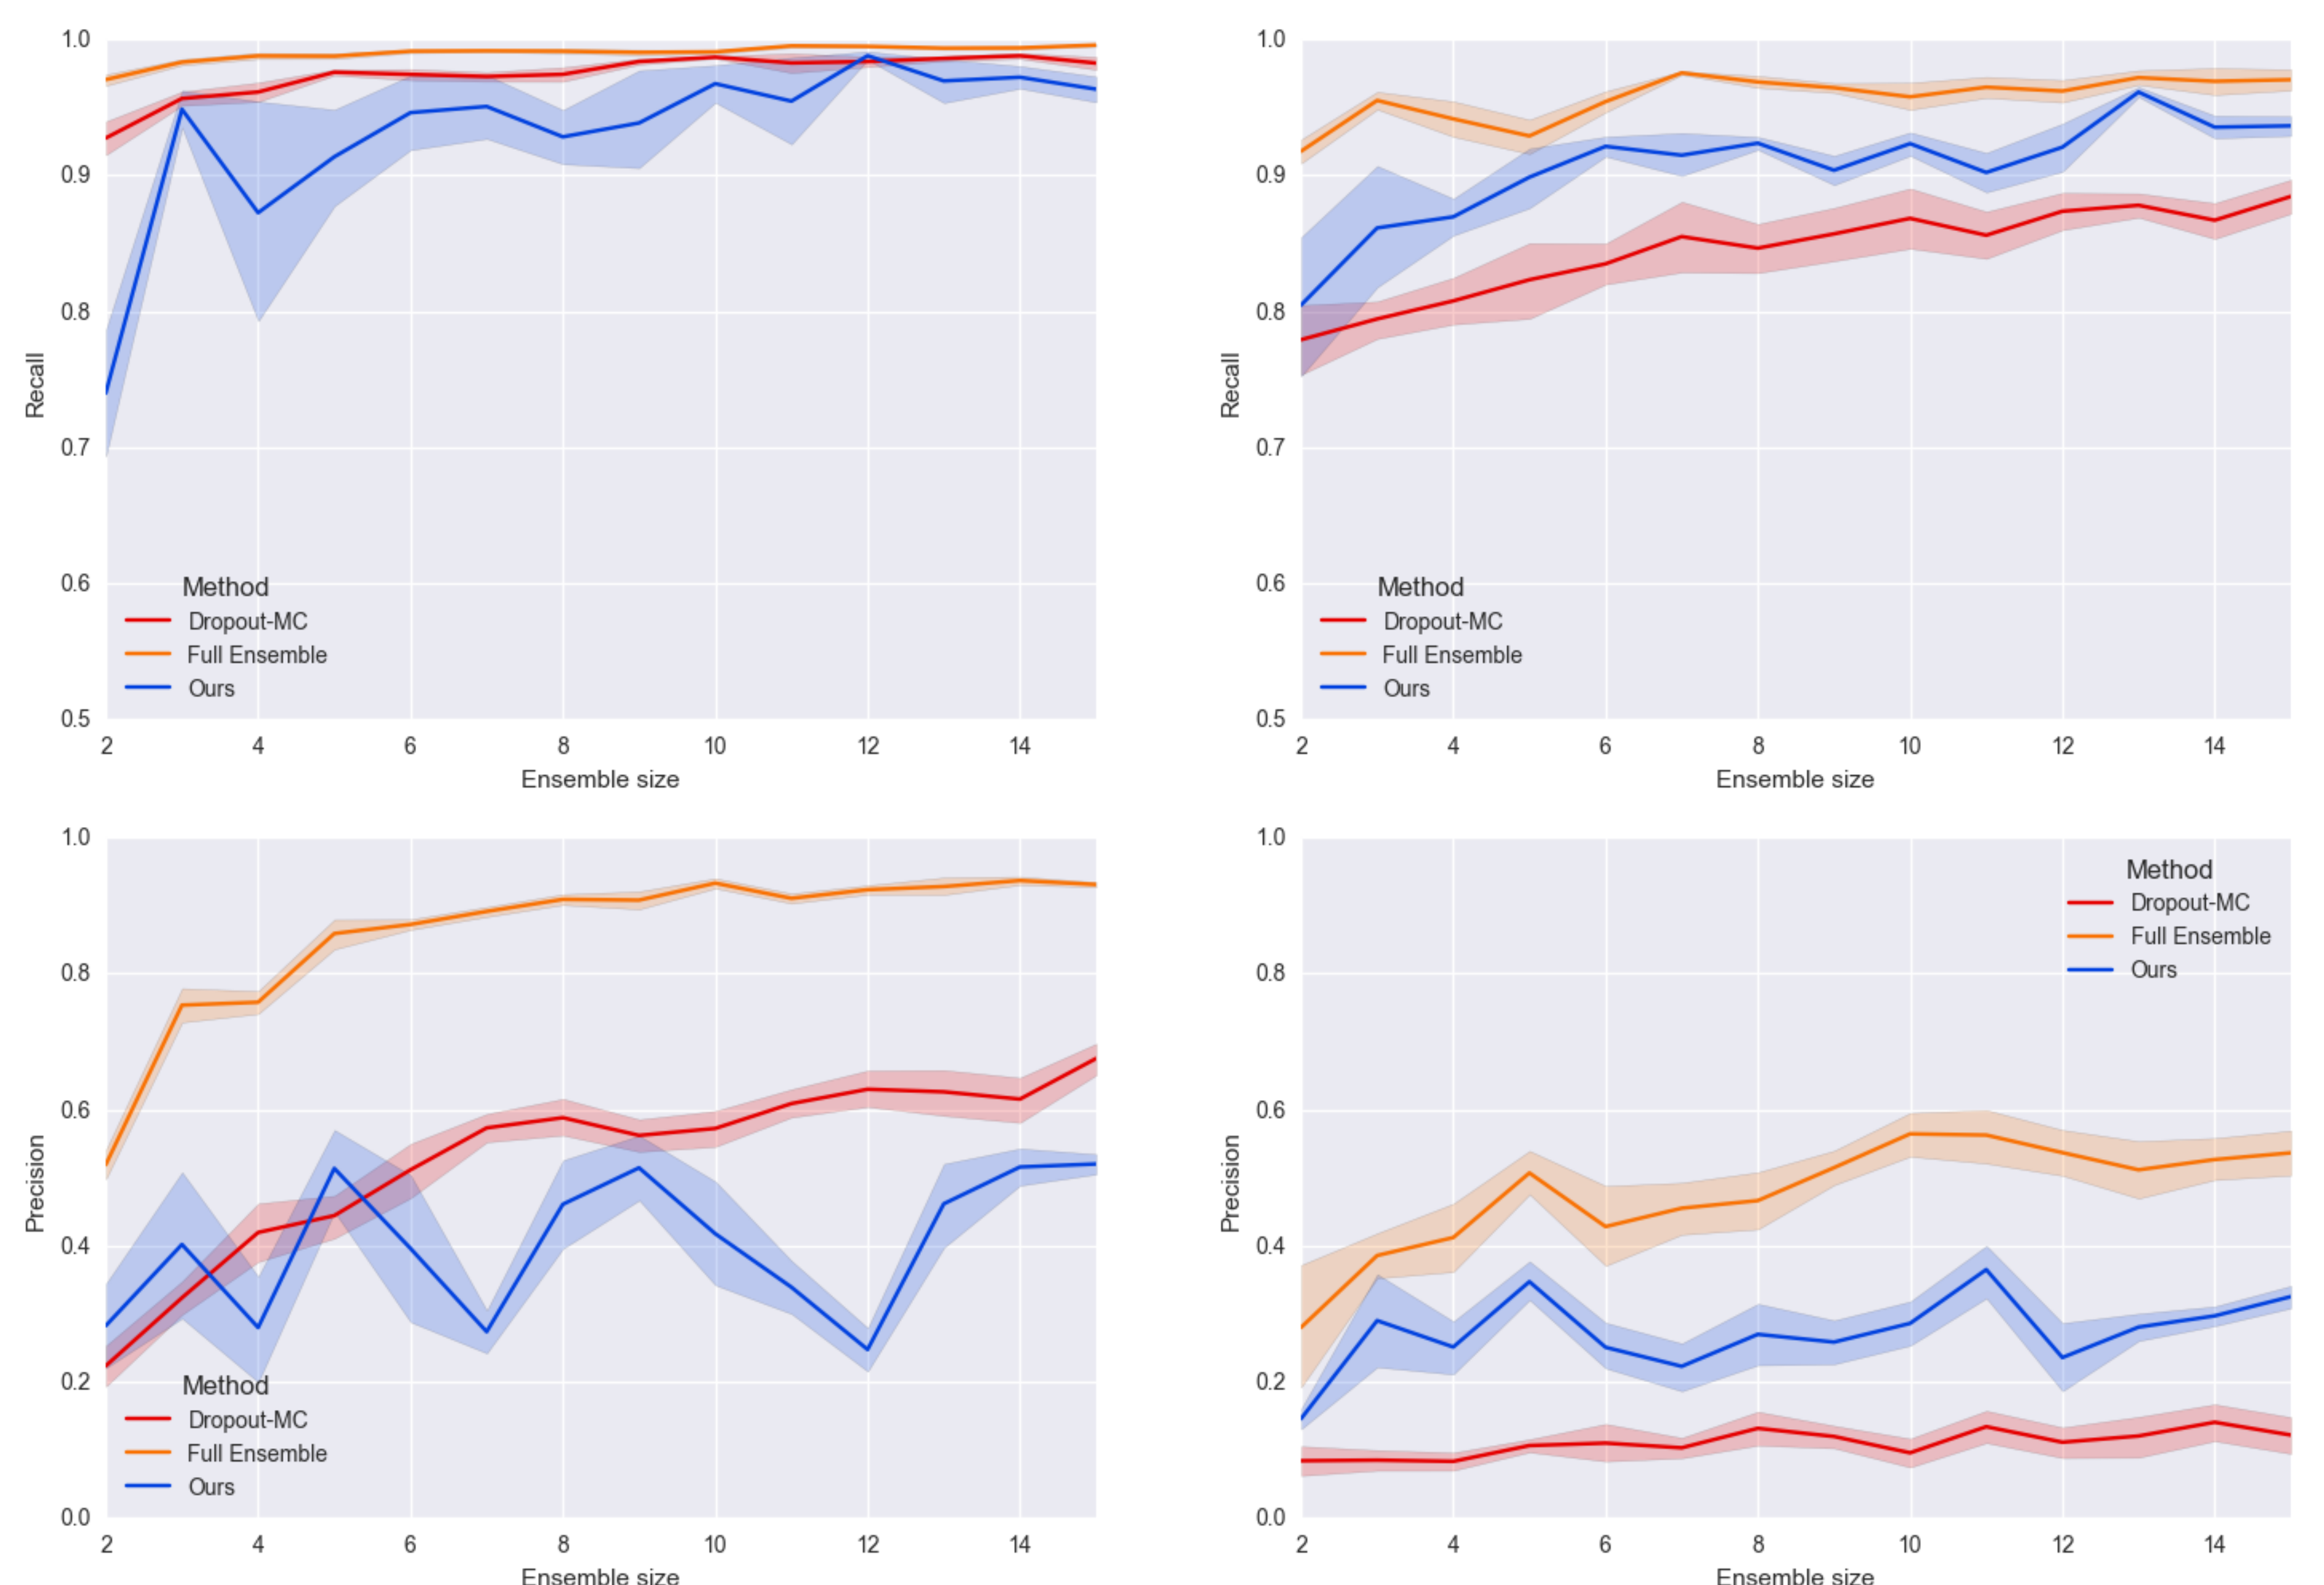 1.0
0.9
0.8
0.7
0.6
0.5
Recall
Method
Dropout-MC
Full Ensemble
Ours
2 4 6 8 10 12 14
Ensemble size
1.0
0.9
0.8
0.7
0.6
0.5
Recall
Method
Dropout-MC
Full Ensemble
Ours
2 4 6 8 10 12 14
Ensemble size
1.0
0.8
0.6
0.4
0.2
0.0
Precision
Method
Dropout-MC
Full Ensemble
Ours
2 4 6 8 10 12 14
Ensemble size
1.0
0.8
0.6
0.4
0.2
0.0
Precision
Method
Dropout-MC
Full Ensemble
Ours
2 4 6 8 10 12 14
Ensemble size